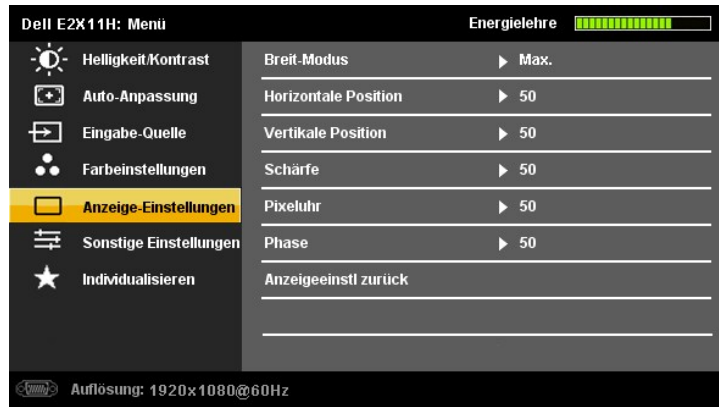 Dell E2X11H: Menü Energielehre
Helligkeit/Kontrast Breit-Modus Max.
Auto-Anpassung Horizontale Position 50
Eingabe-Quelle Vertikale Position 50
Farbeinstellungen Schärfe 50
Anzeige-Einstellungen Pixeluhr 50
Sonstige Einstellungen Phase 50
Individualisieren Anzeigeeinstl zurück
Auflösung: 1920x1080@60Hz